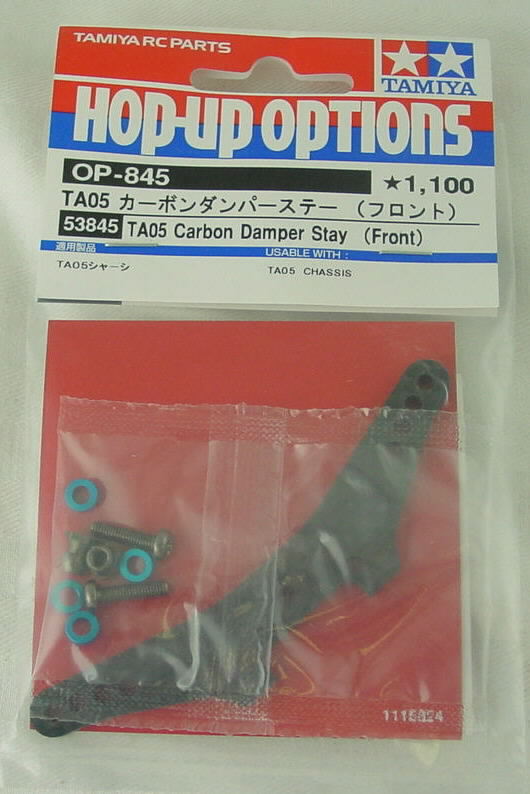 TAMIYA RC PARTS
TAMIYA
HOP-UP OPTIONS
OP-845
★1,100
TA05 カーボンダンパーステー (フロント)
53845 TA05 Carbon Damper Stay (Front)
適用製品
USABLE WITH :
TA05シャーシ
TA05 CHASSIS